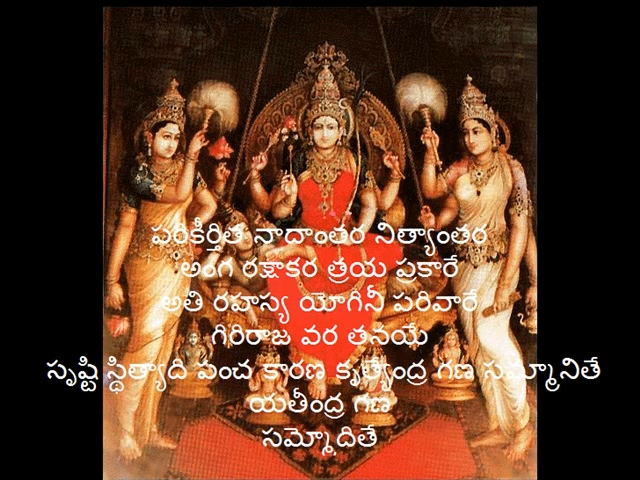 పరికీర్తిత నాదాంతర నిత్యాంతర
అంగ రక్షాకర త్రయ ప్రకారే
అతి రహస్య యోగినీ పరివారే
గిరిరాజ వర తనయే
సృష్టి స్థిత్యాది పంచ కారణ కృత్యేంద్ర గణ సమ్మానితే
యతీంద్ర గణ
సమ్మోదితే